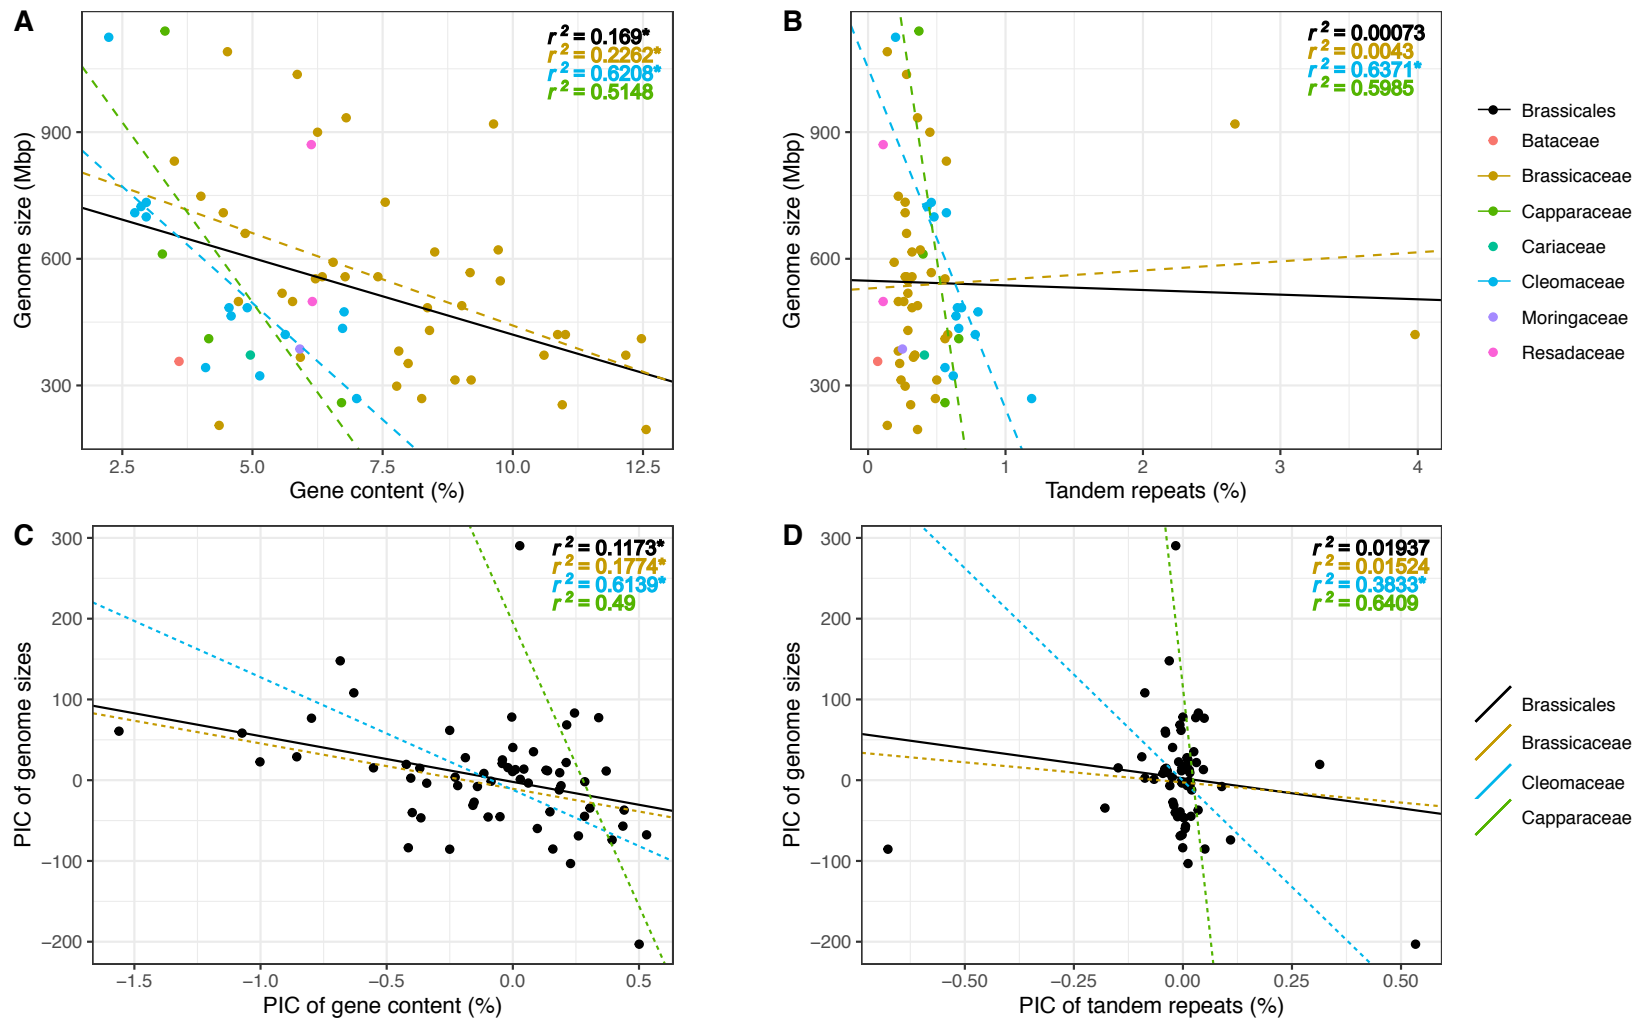 A
r² = 0.169*
r² = 0.2262*
r² = 0.6208*
r² = 0.5148
900
600
300
Genome size (Mbp)
2.5 5.0 7.5 10.0 12.5
Gene content (%)
B
r² = 0.00073
r² = 0.0043
r² = 0.6371*
r² = 0.5985
900
600
300
Genome size (Mbp)
0 1 2 3 4
Tandem repeats (%)
Brassicales
Bataceae
Brassicaceae
Capparaceae
Cariaceae
Cleomaceae
Moringaceae
Resadaceae
C
r² = 0.1173*
r² = 0.1774*
r² = 0.6139*
r² = 0.49
300
200
100
0
−100
−200
PIC of genome sizes
−1.5 −1.0 −0.5 0.0 0.5
PIC of gene content (%)
D
r² = 0.01937
r² = 0.01524
r² = 0.3833*
r² = 0.6409
300
200
100
0
−100
−200
PIC of genome sizes
−0.50 −0.25 0.00 0.25 0.50
PIC of tandem repeats (%)
Brassicales
Brassicaceae
Cleomaceae
Capparaceae